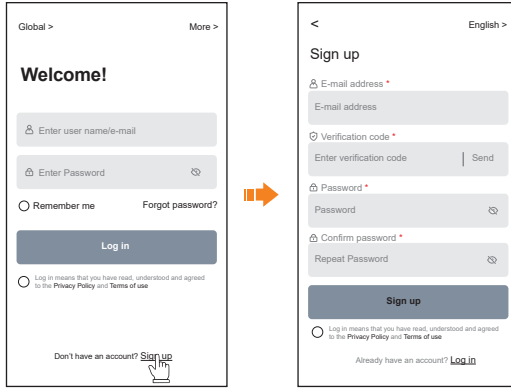 Global >
More >
Welcome!
Enter user name/e-mail
Enter Password
Remember me
Forgot password?
Log in
Log in means that you have read, understood and agreed
to the Privacy Policy and Terms of use
Don't have an account? Sign up
<
English >
Sign up
E-mail address *
E-mail address
Verification code *
Enter verification code
Send
Password *
Password
Confirm password *
Repeat Password
Sign up
Log in means that you have read, understood and agreed
to the Privacy Policy and Terms of use
Already have an account? Log in